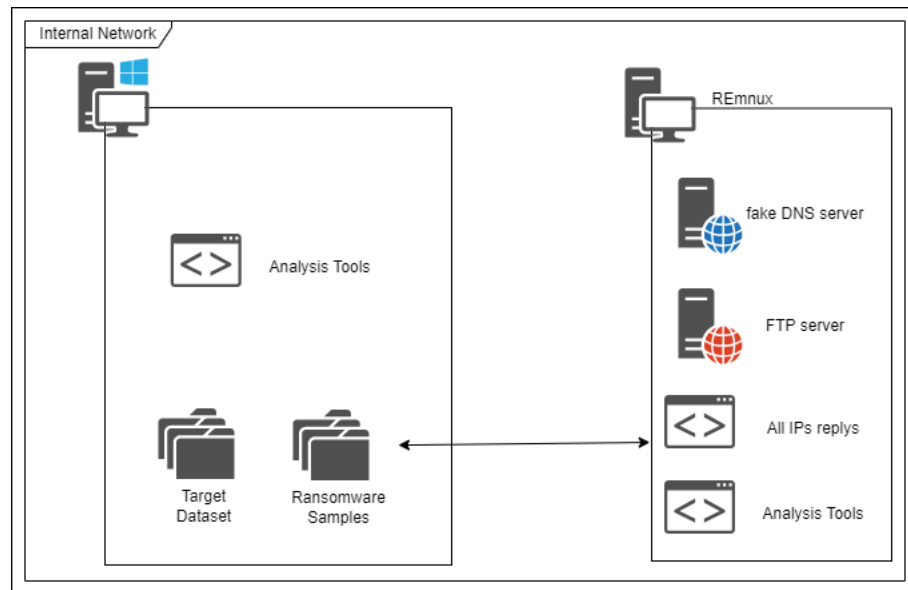 Internal Network
REmnux
fake DNS server
Analysis Tools
FTP server
All IPs replys
Target
Dataset
Ransomware
Samples
Analysis Tools